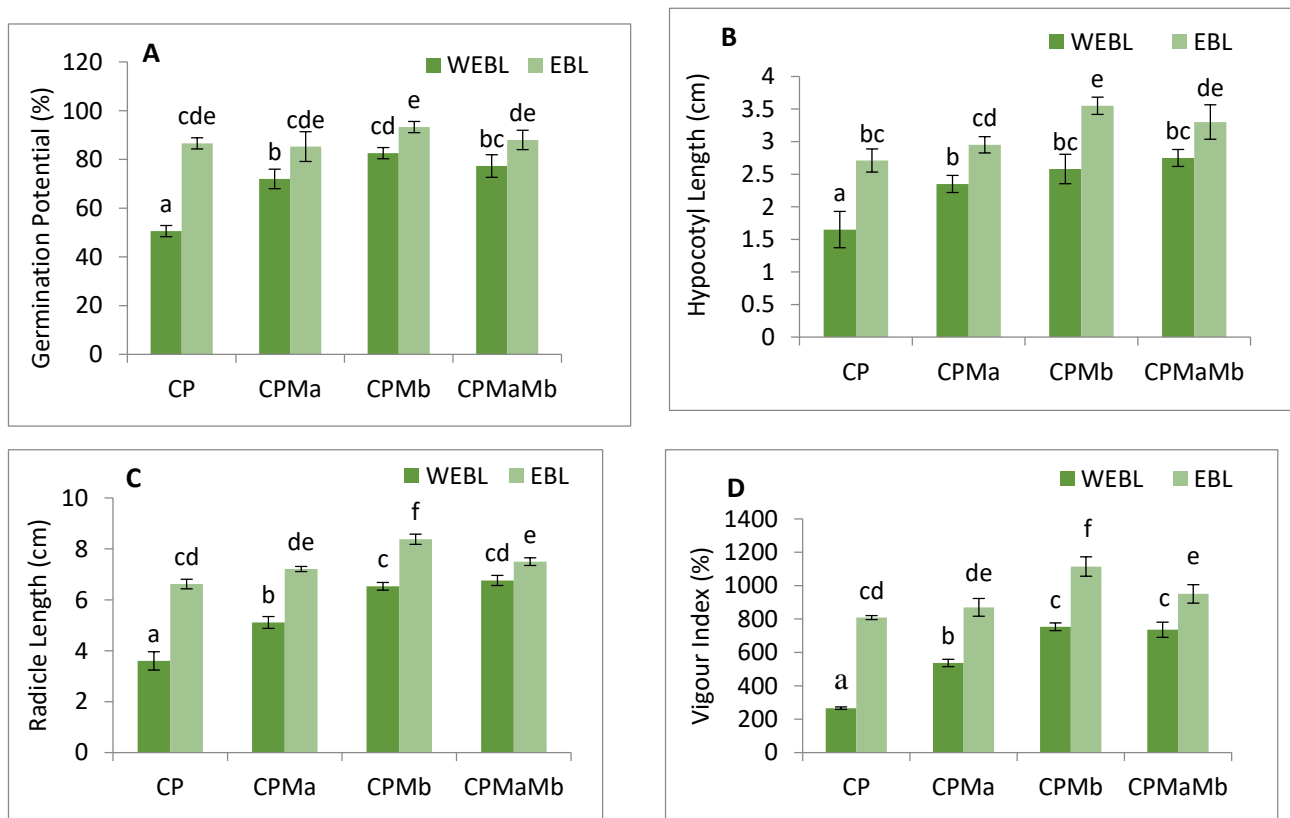 A
WEBL EBL
Germination Potential (%)
120
100
80
60
40
20
0
a
cde
b
cde
cd
e
bc
de
CP CPMa CPMb CPMaMb
B
WEBL EBL
Hypocotyl Length (cm)
4
3.5
3
2.5
2
1.5
1
0.5
0
a
bc
b
cd
bc
e
bc
de
CP CPMa CPMb CPMaMb
C
WEBL EBL
Radicle Length (cm)
10
8
6
4
2
0
a
cd
b
de
c
f
cd
e
CP CPMa CPMb CPMaMb
D
WEBL EBL
Vigour Index (%)
1400
1200
1000
800
600
400
200
0
a
cd
b
de
c
f
c
e
CP CPMa CPMb CPMaMb